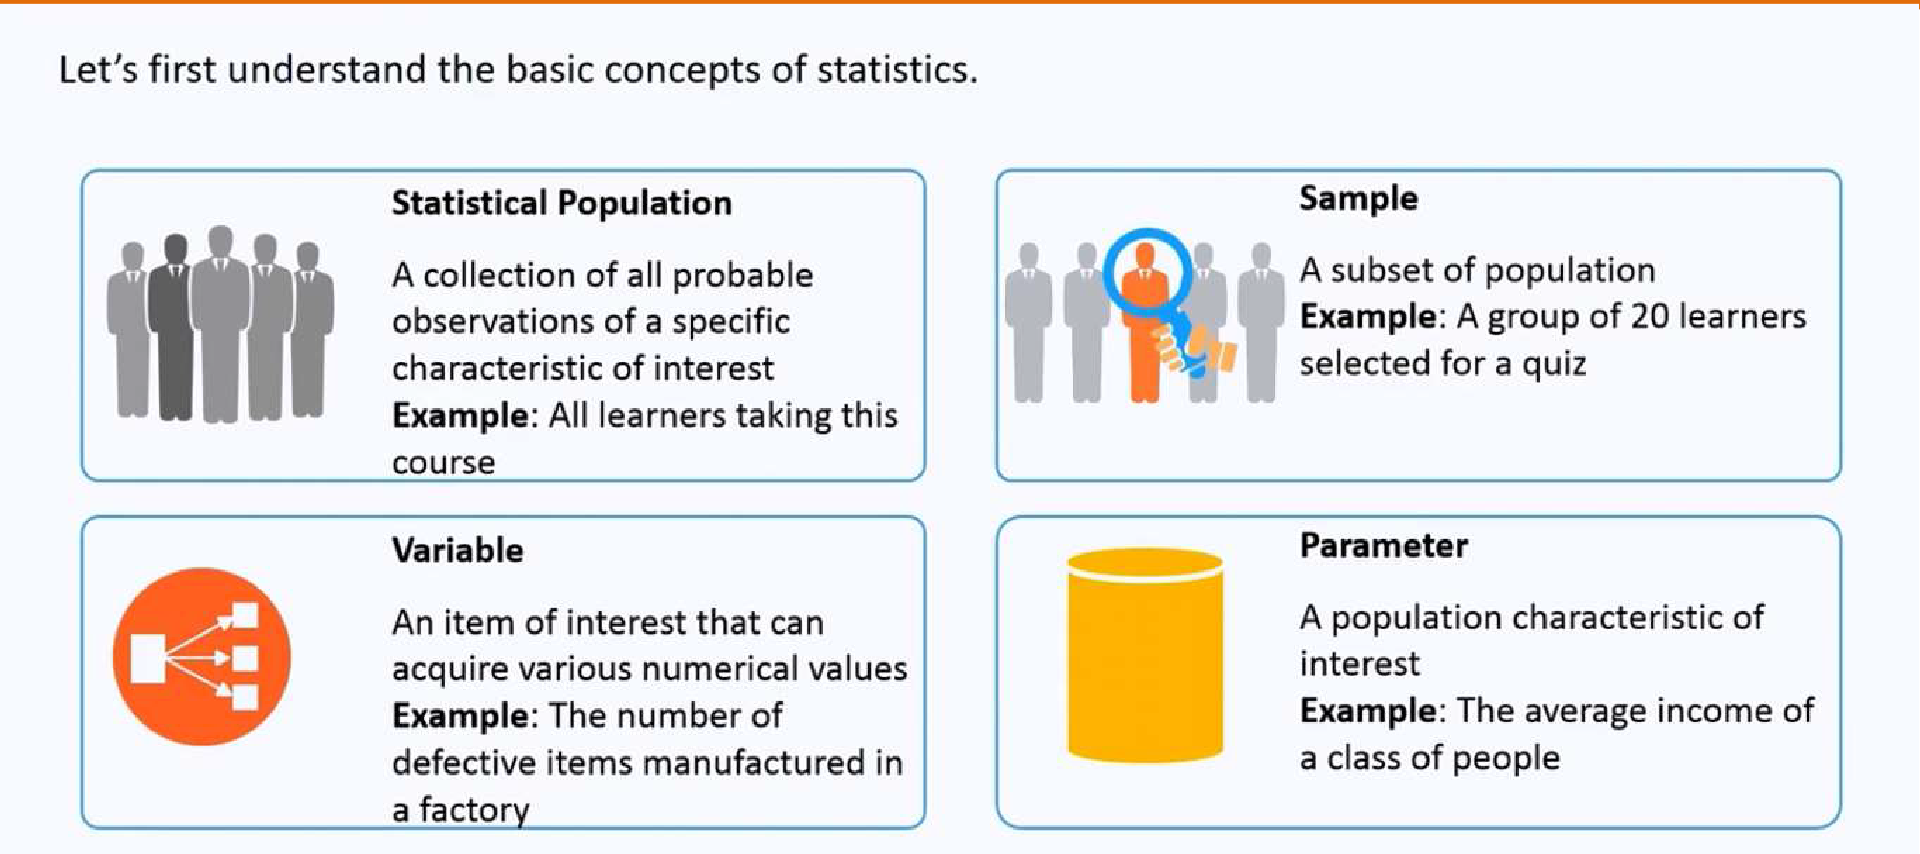 Let’s first understand the basic concepts of statistics.
Statistical Population
A collection of all probable
observations of a specific
characteristic of interest
Example: All learners taking this
course
Sample
A subset of population
Example: A group of 20 learners
selected for a quiz
Variable
An item of interest that can
acquire various numerical values
Example: The number of
defective items manufactured in
a factory
Parameter
A population characteristic of
interest
Example: The average income of
a class of people